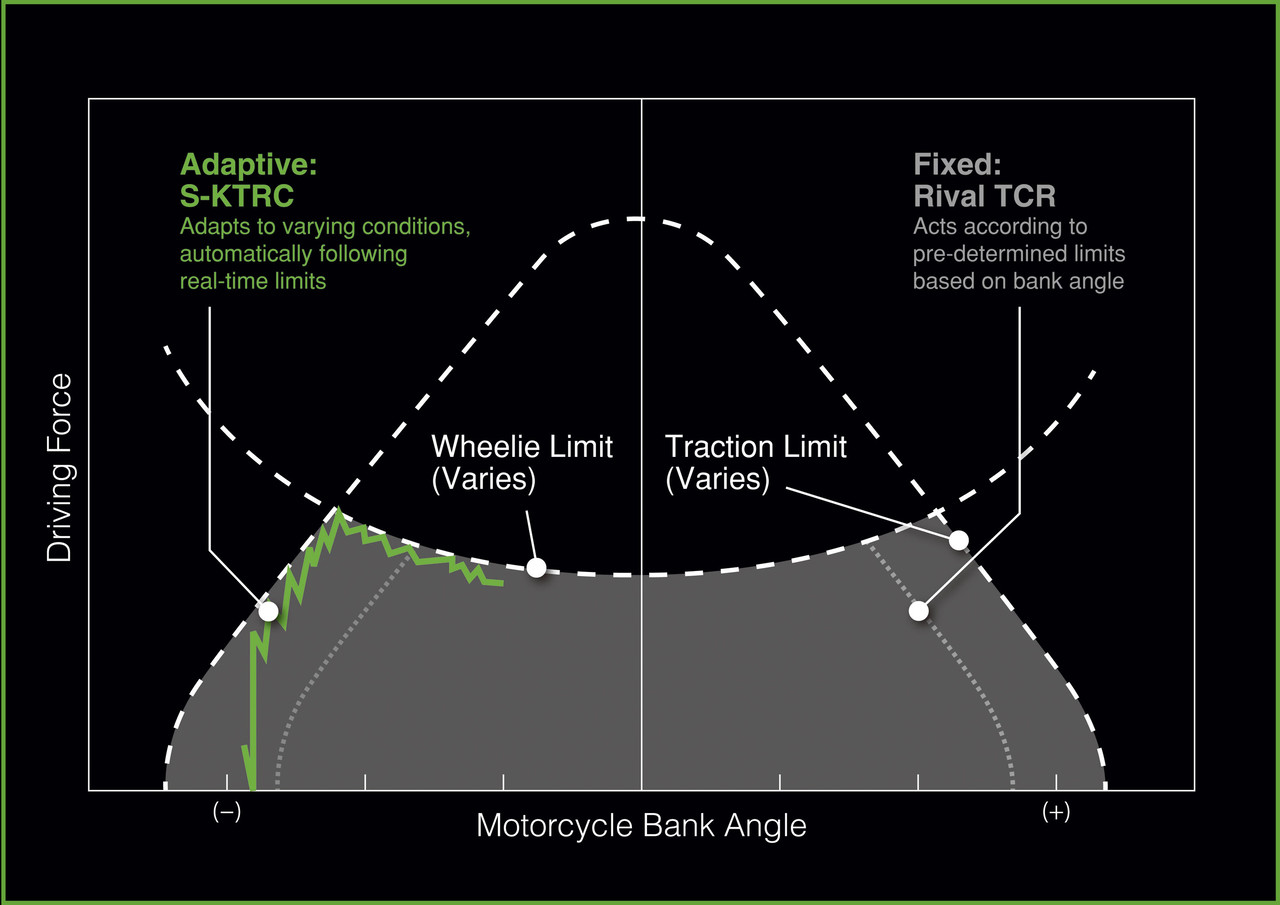 Adaptive:
S-KTRC
Adapts to varying conditions,
automatically following
real-time limits
Fixed:
Rival TCR
Acts according to
pre-determined limits
based on bank angle
Wheelie Limit
(Varies)
Traction Limit
(Varies)
Driving Force
(−)
(+)
Motorcycle Bank Angle